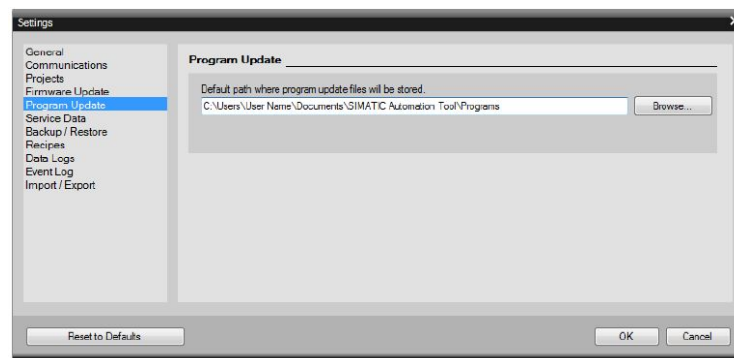 Settings
General
Communications
Projects
Firmware Update
Program Update
Service Data
Backup / Restore
Recipes
Data Logs
Event Log
Import / Export
Program Update
Default path where program update files will be stored.
C:\Users\User Name\Documents\SIMATIC Automation Tool\Programs
Browse...
Reset to Defaults
OK
Cancel